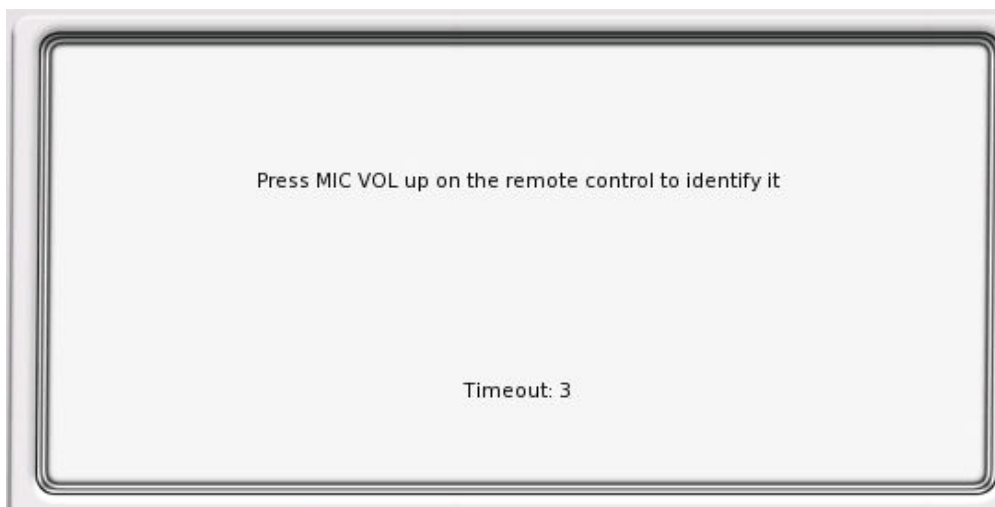 Press MIC VOL up on the remote control to identify it
Timeout: 3